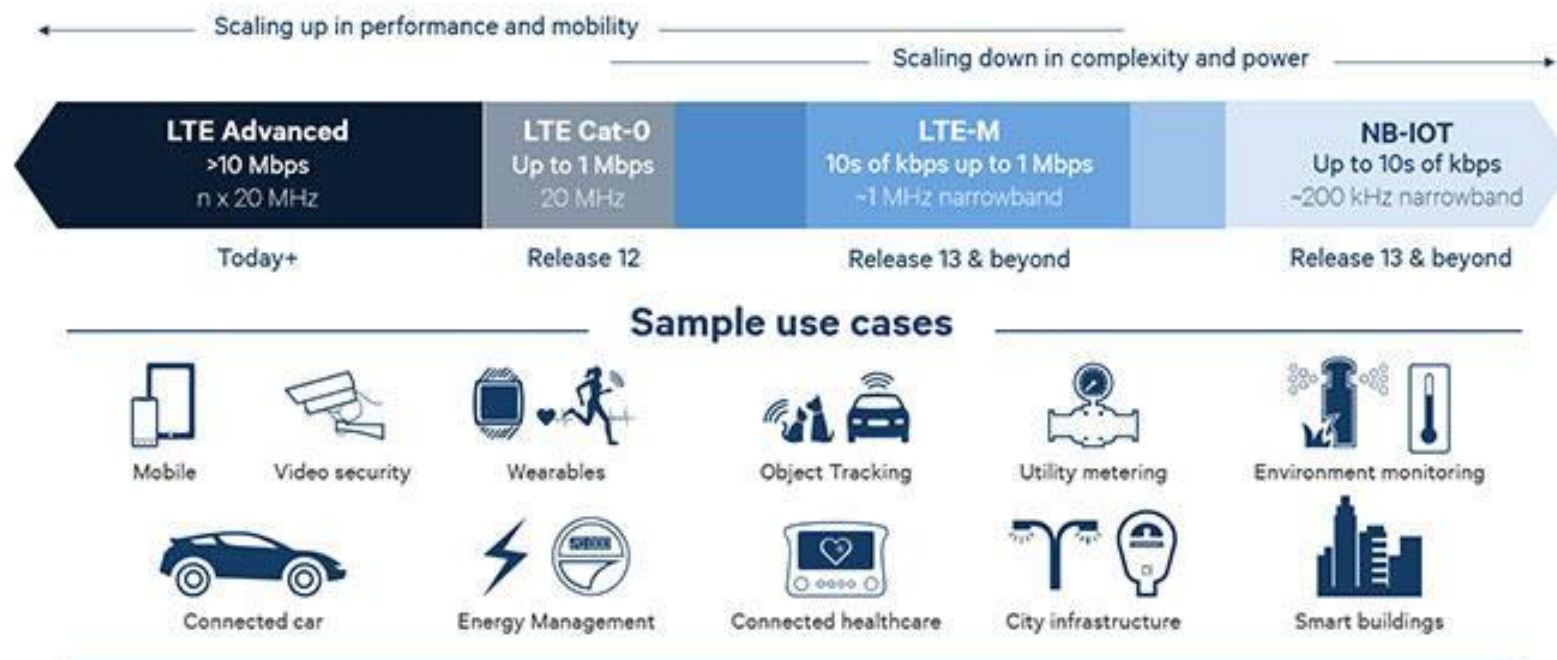 Scaling up in performance and mobility
Scaling down in complexity and power
LTE Advanced
>10 Mbps
n x 20 MHz
LTE Cat-0
Up to 1 Mbps
20 MHz
LTE-M
10s of kbps up to 1 Mbps
~1 MHz narrowband
NB-IOT
Up to 10s of kbps
~200 kHz narrowband
Today+
Release 12
Release 13 & beyond
Release 13 & beyond
Sample use cases
Mobile
Video security
Wearables
Object Tracking
Utility metering
Environment monitoring
Connected car
Energy Management
Connected healthcare
City infrastructure
Smart buildings